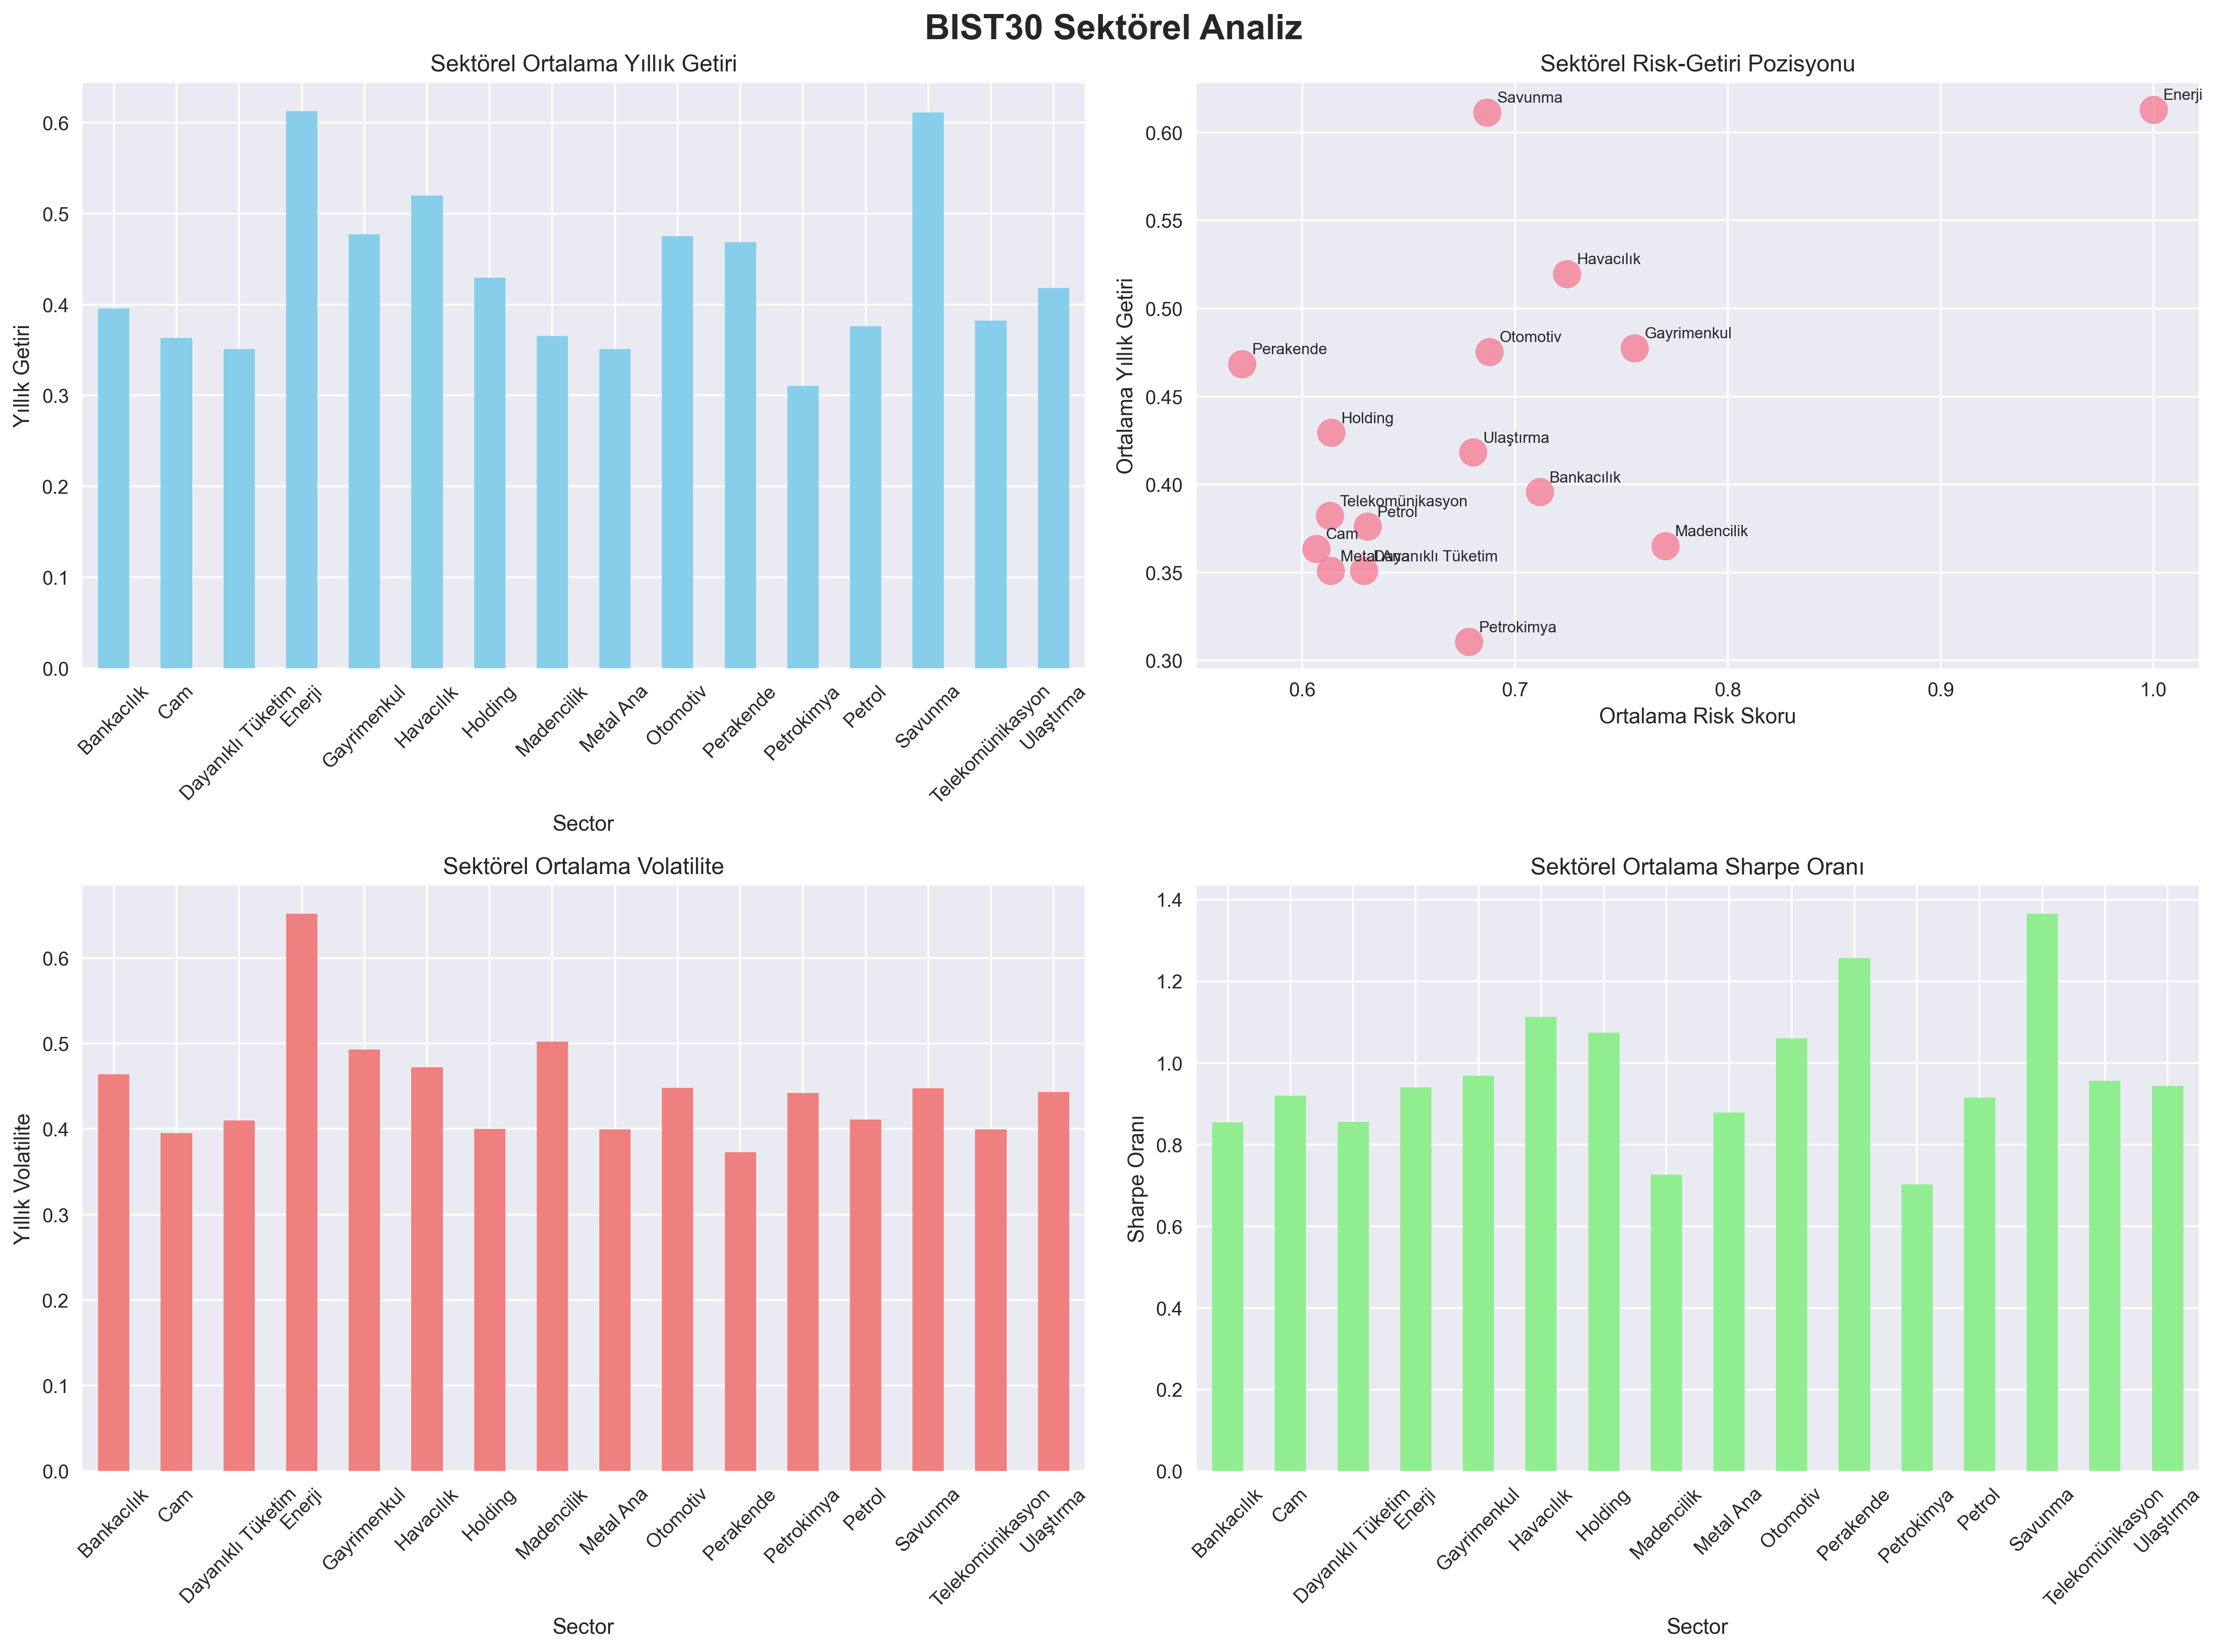 BIST30 Sektörel Analiz
Sektörel Ortalama Yıllık Getiri
Yıllık Getiri
0.6
0.5
0.4
0.3
0.2
0.1
0.0
Bankacılık
Cam
Dayanıklı Tüketim
Enerji
Gayrimenkul
Havacılık
Holding
Madencilik
Metal Ana
Otomotiv
Perakende
Petrokimya
Petrol
Savunma
Telekomünikasyon
Ulaştırma
Sector
Sektörel Risk-Getiri Pozisyonu
Ortalama Yıllık Getiri
0.60
0.55
0.50
0.45
0.40
0.35
0.30
Savunma
Enerji
Havacılık
Otomotiv
Gayrimenkul
Perakende
Holding
Ulaştırma
Bankacılık
Telekomünikasyon
Petrol
Cam
Madencilik
Metal Ana
Dayanıklı Tüketim
Petrokimya
0.6
0.7
0.8
0.9
1.0
Ortalama Risk Skoru
Sektörel Ortalama Volatilite
Yıllık Volatilite
0.6
0.5
0.4
0.3
0.2
0.1
0.0
Bankacılık
Cam
Dayanıklı Tüketim
Enerji
Gayrimenkul
Havacılık
Holding
Madencilik
Metal Ana
Otomotiv
Perakende
Petrokimya
Petrol
Savunma
Telekomünikasyon
Ulaştırma
Sector
Sektörel Ortalama Sharpe Oranı
Sharpe Oranı
1.4
1.2
1.0
0.8
0.6
0.4
0.2
0.0
Bankacılık
Cam
Dayanıklı Tüketim
Enerji
Gayrimenkul
Havacılık
Holding
Madencilik
Metal Ana
Otomotiv
Perakende
Petrokimya
Petrol
Savunma
Telekomünikasyon
Ulaştırma
Sector